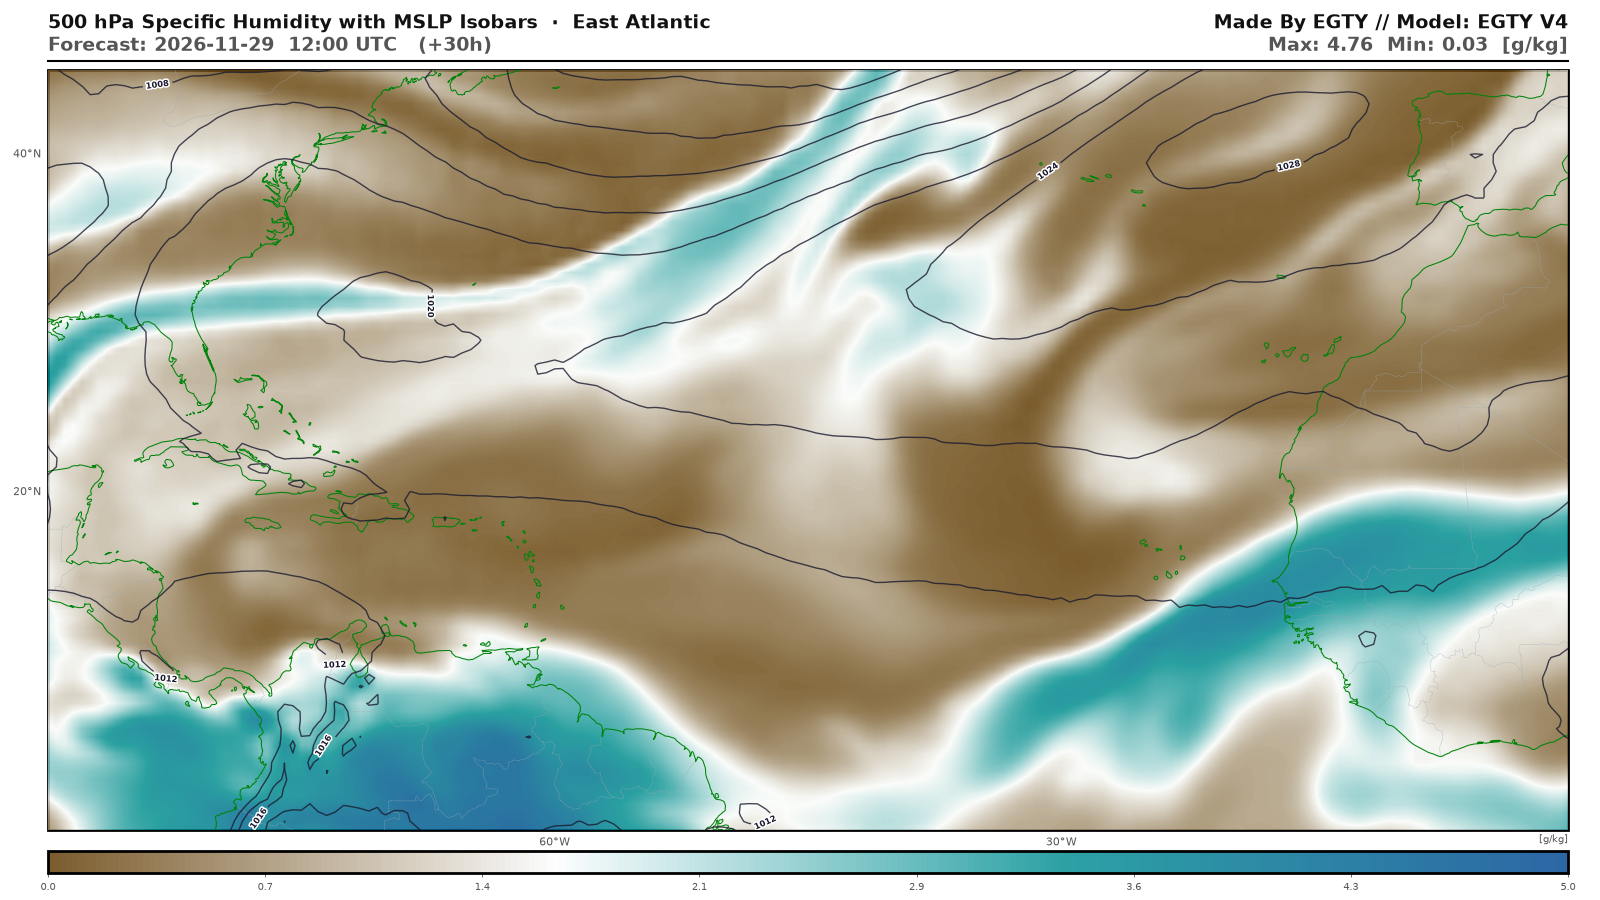 500 hPa Specific Humidity with MSLP Isobars · East Atlantic
Made By EGTY // Model: EGTY V4
Forecast: 2026-11-29 12:00 UTC (+30h)
Max: 4.76 Min: 0.03 [g/kg]
1008
40°N
1024
1028
1020
20°N
1012
1012
1016
1016
1012
60°W
30°W
[g/kg]
0.0
0.7
1.4
2.1
2.9
3.6
4.3
5.0